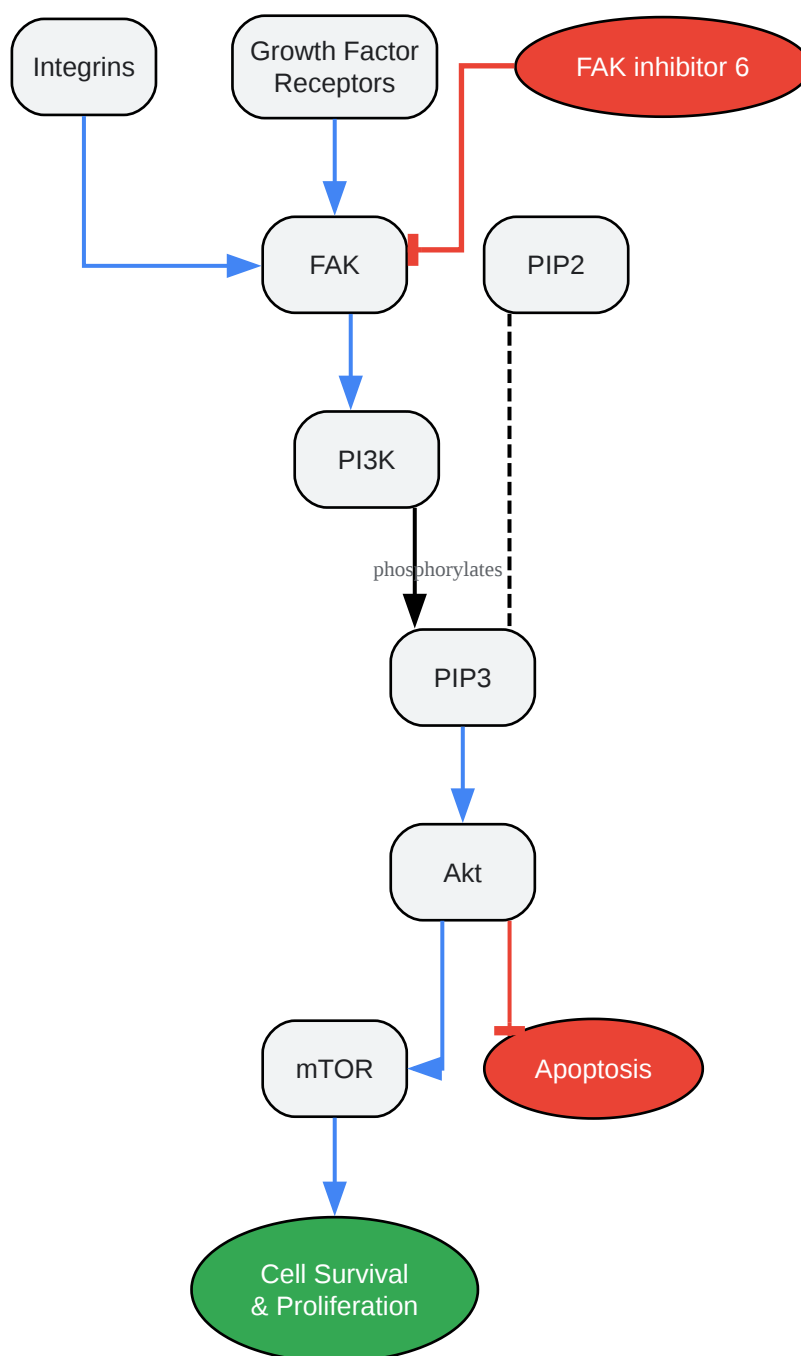 Integrins
Growth Factor
Receptors
FAK inhibitor 6
FAK
PIP2
PI3K
phosphorylates
PIP3
Akt
mTOR
Apoptosis
Cell Survival
& Proliferation